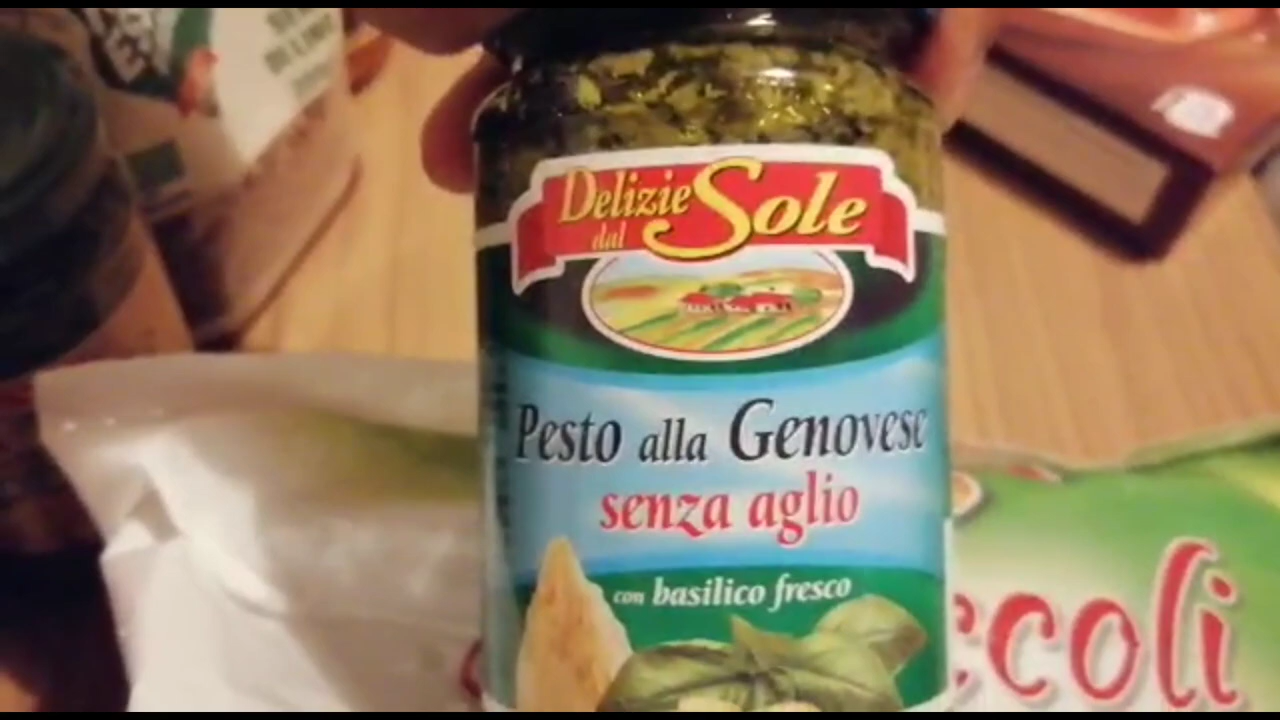 Delizie
dal Sole
Pesto alla Genovese
senza aglio
con basilico fresco
ccoli